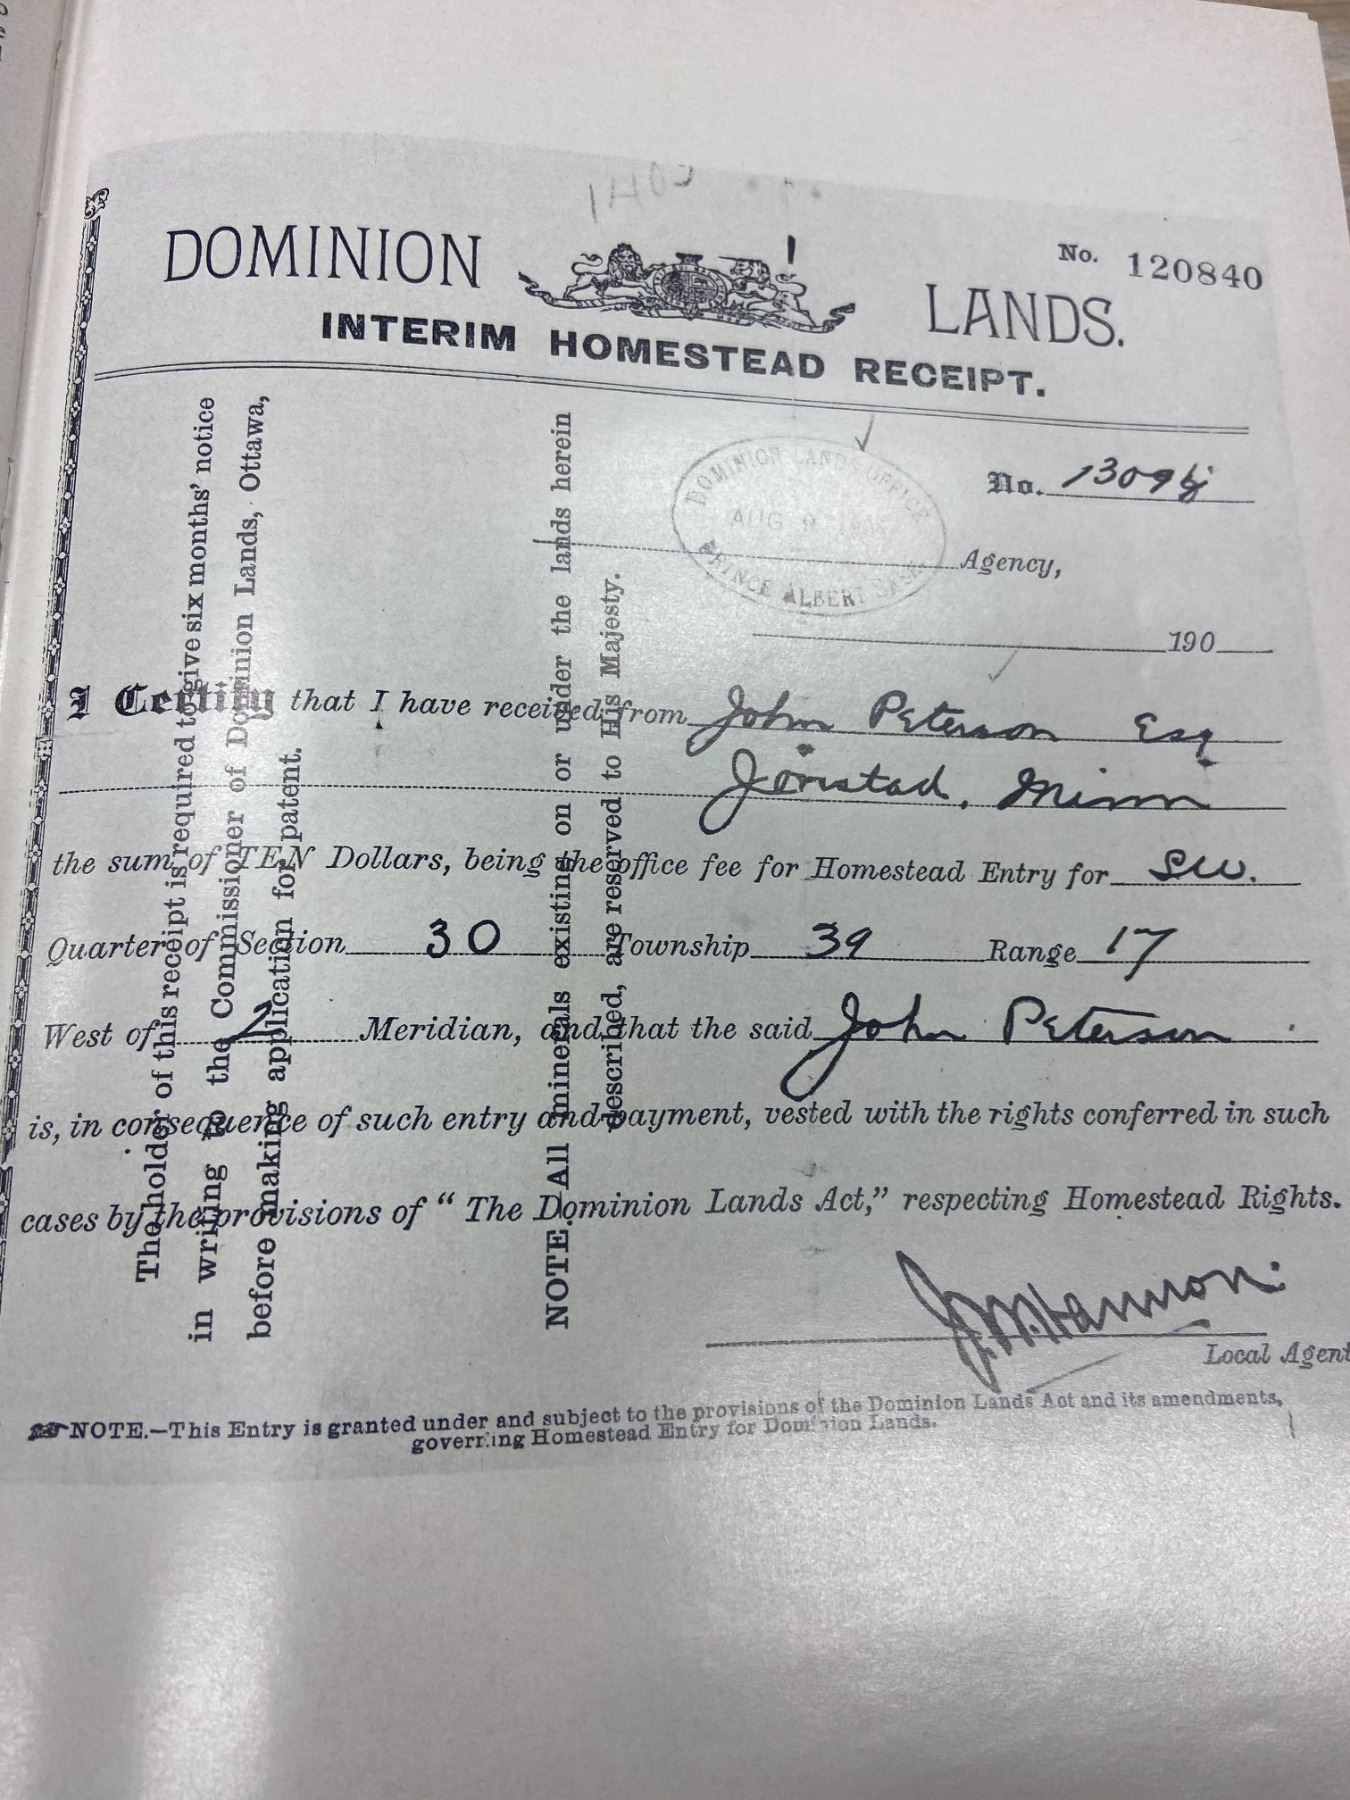 No. 120840
DOMINION LANDS.
INTERIM HOMESTEAD RECEIPT.
DOMINION LANDS OFFICE
AUG
PRINCE ALBERT SASK
No.
Agency,
190
I Certify that I have received from John Peterson Esq
Minn
the sum of TEN Dollars, being the office fee for Homestead Entry for SW.
Quarter of Section 30 Township 39 Range 17
West of 2 Meridian, and that the said John Peterson
is, in consequence of such entry and payment, vested with the rights conferred in such
cases by the provisions of “ The Dominion Lands Act,” respecting Homestead Rights.
Hannon.
Local Agent
NOTE.—This Entry is granted under and subject to the provisions of the Dominion Lands Act and its amendments,
governing Homestead Entry for Dominion Lands.
The holder of this receipt is required to give six months' notice
in writing to the Commissioner of Dominion Lands, Ottawa,
before making application for patent.
NOTE. All minerals existing on or under the lands herein
described, are reserved to His Majesty.